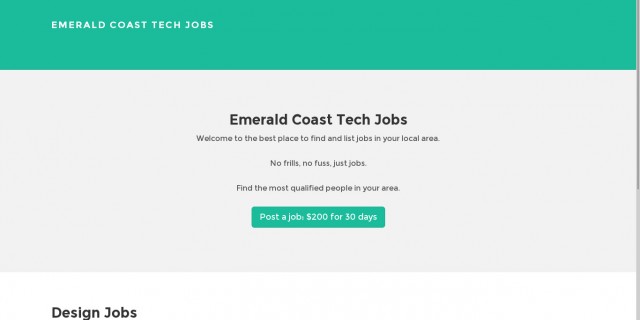 EMERALD COAST TECH JOBS
Emerald Coast Tech Jobs
Welcome to the best place to find and list jobs in your local area.
No frills, no fuss, just jobs.
Find the most qualified people in your area.
Post a job: $200 for 30 days
Design Jobs